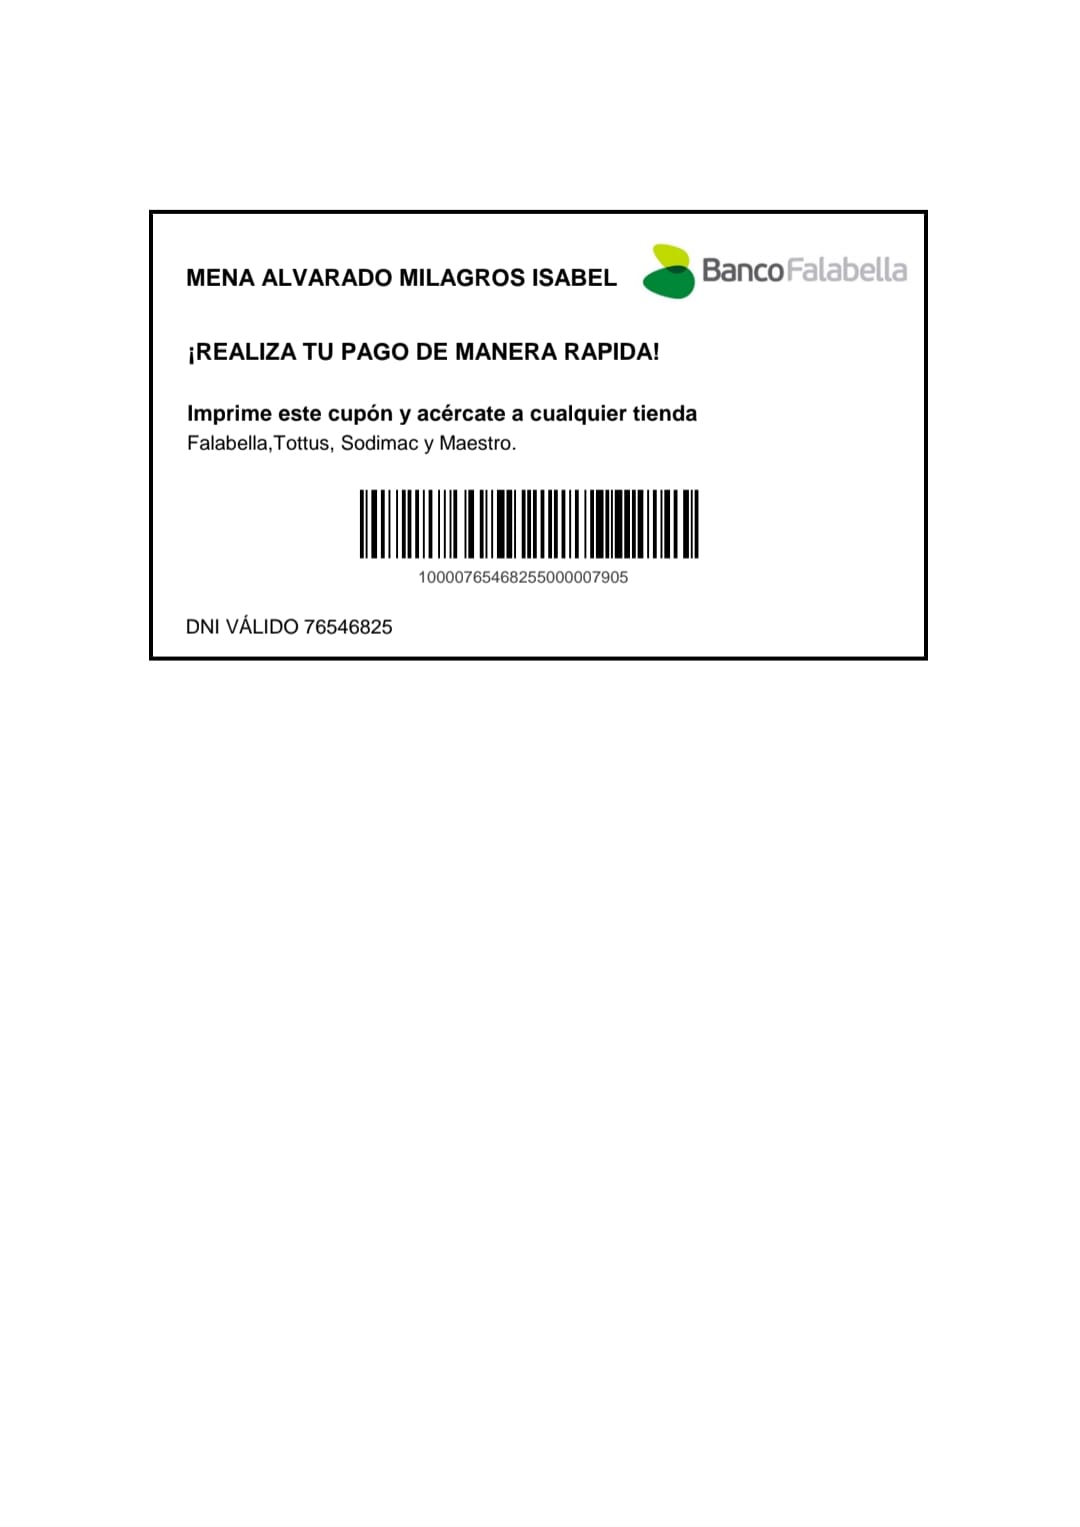 MENA ALVARADO MILAGROS ISABEL
BancoFalabella
¡REALIZA TU PAGO DE MANERA RAPIDA!
Imprime este cupón y acércate a cualquier tienda
Falabella,Tottus, Sodimac y Maestro.
10000765468255000007905
DNI VÁLIDO 76546825